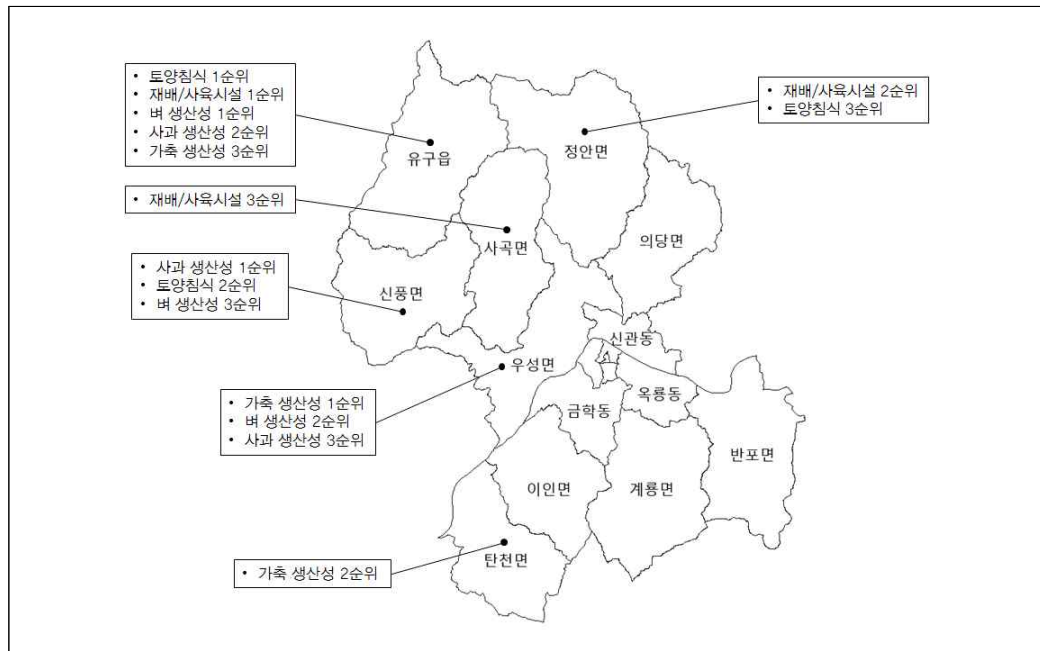 • 토양침식 1순위
• 재배/사육시설 1순위
• 벼 생산성 1순위
• 사과 생산성 2순위
• 가축 생산성 3순위
• 재배/사육시설 2순위
• 토양침식 3순위
유구읍
정안면
• 재배/사육시설 3순위
사곡면
의당면
• 사과 생산성 1순위
• 토양침식 2순위
• 벼 생산성 3순위
신풍면
신관동
우성면
• 가축 생산성 1순위
• 벼 생산성 2순위
• 사과 생산성 3순위
금학동
옥룡동
반포면
이인면
계룡면
탄천면
• 가축 생산성 2순위